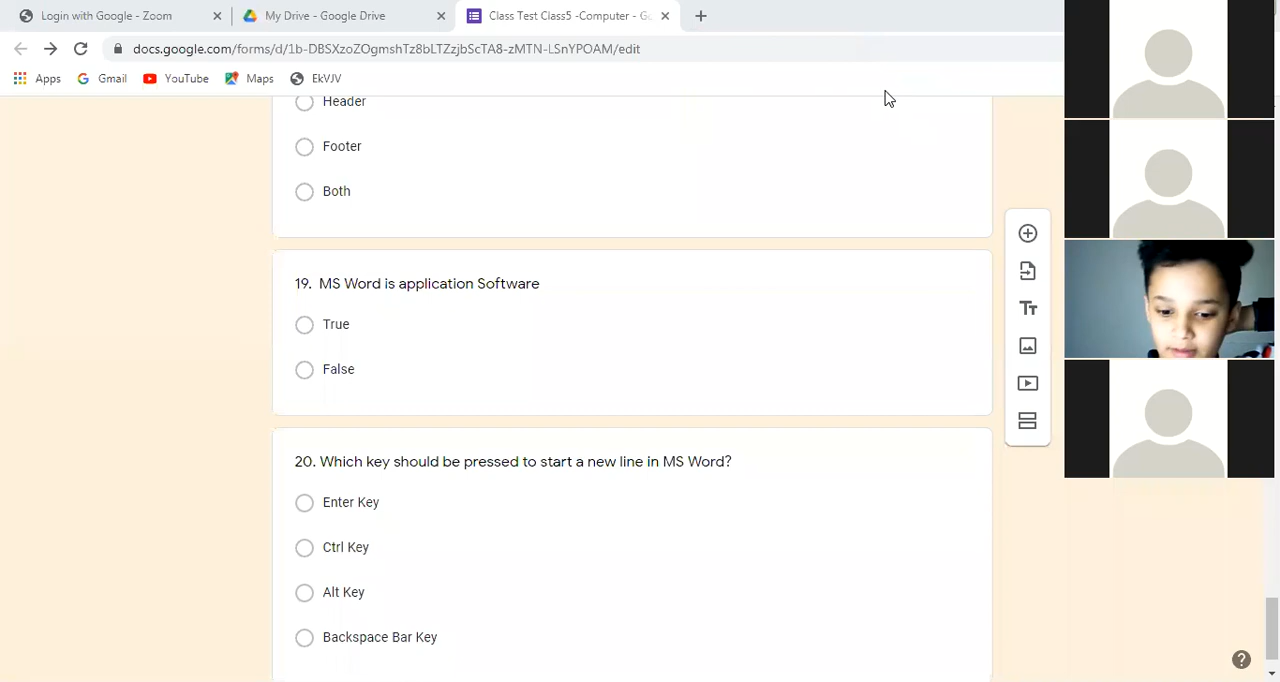 Login with Google - Zoom
My Drive - Google Drive
Class Test Class5 -Computer - Go
docs.google.com/forms/d/1b-DBSXzoZOgmshTz8bLTZzjbScTA8-zMTN-LSnYPOAM/edit
Apps
Gmail
YouTube
Maps
EkVJV
Header
Footer
Both
19. MS Word is application Software
True
False
20. Which key should be pressed to start a new line in MS Word?
Enter Key
Ctrl Key
Alt Key
Backspace Bar Key